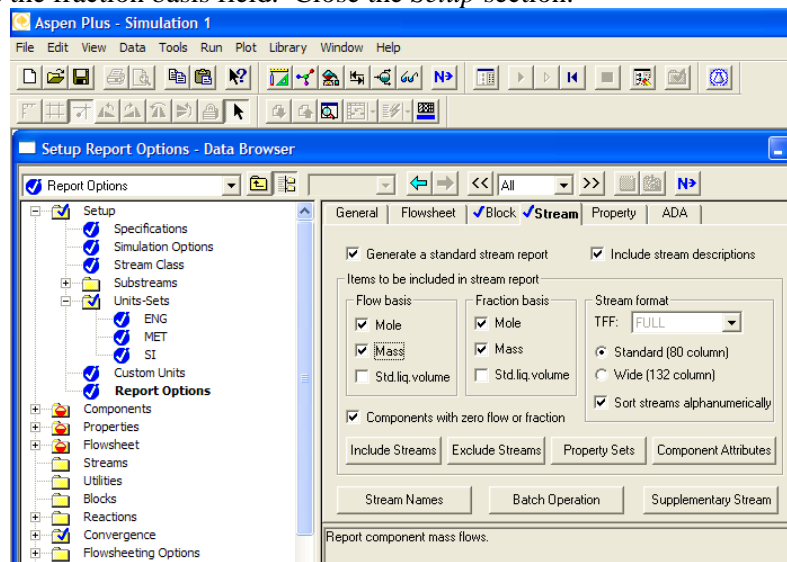 the fraction basis field. Close the Setup section.
Aspen Plus - Simulation 1
File Edit View Data Tools Run Plot Library Window Help
N>
Setup Report Options - Data Browser
Report Options
<< All >> N>
Setup
Specifications
Simulation Options
Stream Class
Substreams
Units-Sets
ENG
MET
SI
Custom Units
Report Options
Components
Properties
Flowsheet
Streams
Utilities
Blocks
Reactions
Convergence
Flowsheeting Options
General Flowsheet Block Stream Property ADA
Generate a standard stream report Include stream descriptions
Items to be included in stream report
Flow basis Fraction basis Stream format
Mole Mole TFF: FULL
Mass Mass Standard (80 column)
Std.liq.volume Std.liq.volume Wide (132 column)
Sort streams alphanumerically
Components with zero flow or fraction
Include Streams Exclude Streams Property Sets Component Attributes
Stream Names Batch Operation Supplementary Stream
Report component mass flows.